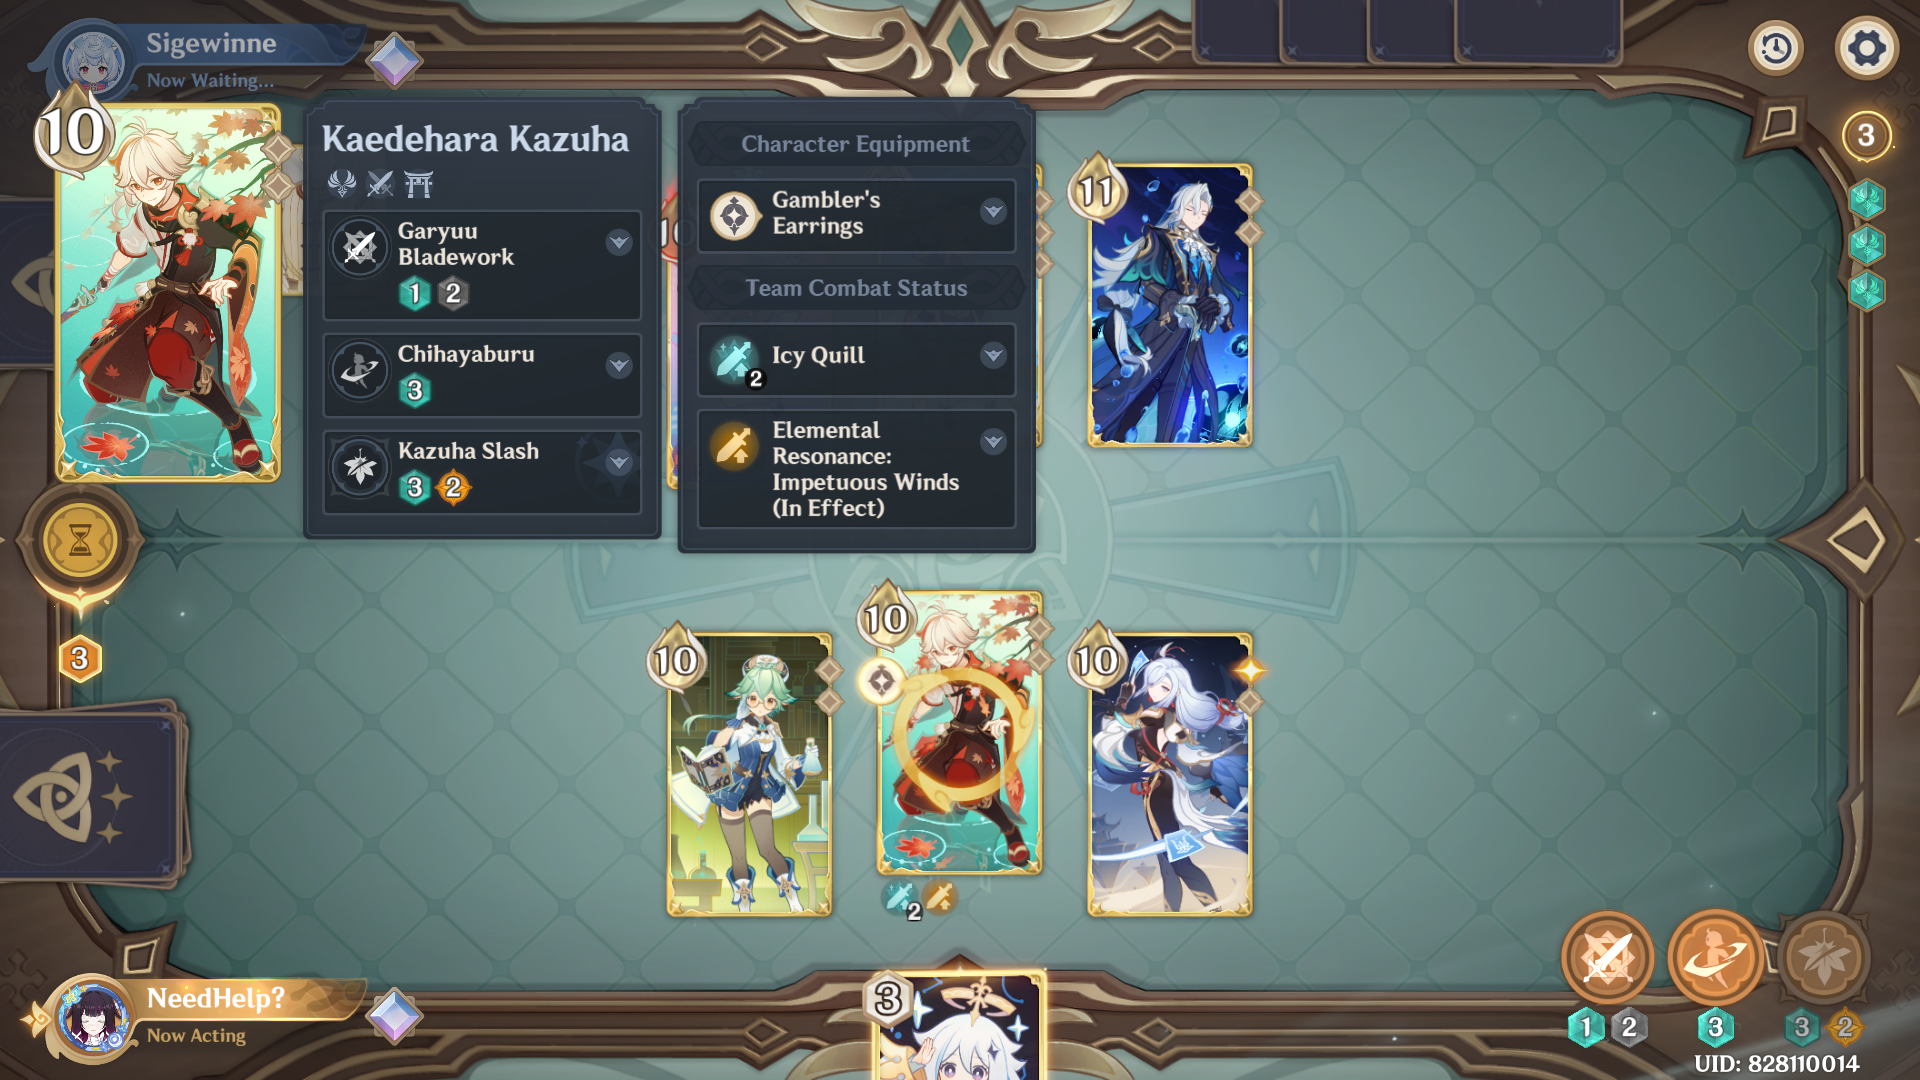 Sigewinne
Now Waiting...
10
Kaedehara Kazuha
Garyuu
Bladework
1 2
Chihayaburu
3
Kazuha Slash
3 2
Character Equipment
Gambler's
Earrings
Team Combat Status
Icy Quill
2
Elemental
Resonance:
Impetuous Winds
(In Effect)
11
3
3
10
10
10
2
NeedHelp?
Now Acting
3
1 2
3
3 2
UID: 828110014